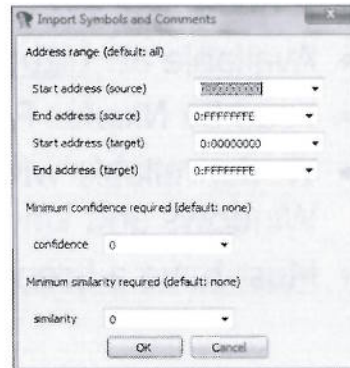 Import Symbols and Comments
Address range (default: all)
Start address (source)
End address (source) 0:FFFFFFFE
Start address (target) 0:00000000
End address (target) 0:FFFFFFFE
Minimum confidence required (default: none)
confidence 0
Minimum similarity required (default: none)
similarity 0
OK Cancel